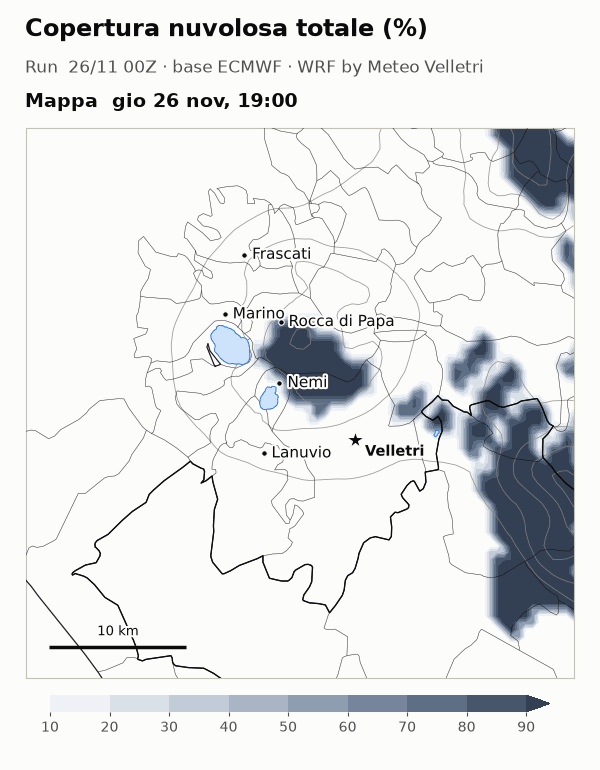 Copertura nuvolosa totale (%)
Run  26/11 00Z · base ECMWF · WRF by Meteo Velletri
Mappa  gio 26 nov, 19:00
Frascati
Marino
Rocca di Papa
Nemi
Velletri
Lanuvio
10 km
10 20 30 40 50 60 70 80 90